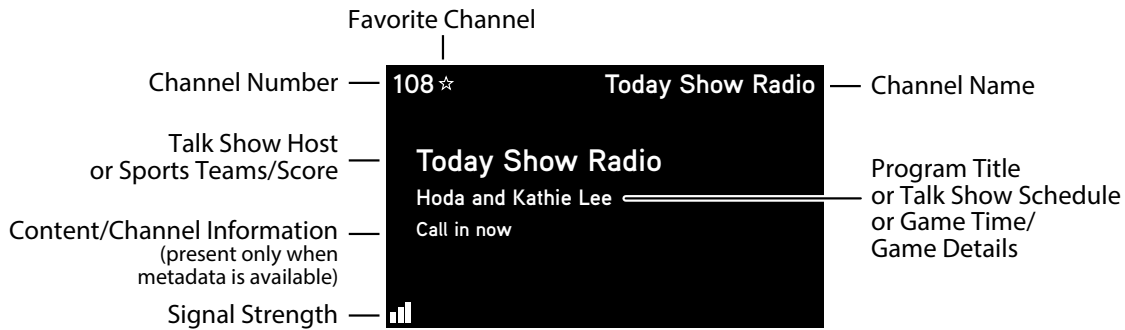 Favorite Channel
Channel Number
108☆
Today Show Radio
Channel Name
Talk Show Host
or Sports Teams/Score
Today Show Radio
Hoda and Kathie Lee
Call in now
Program Title
or Talk Show Schedule
or Game Time/
Game Details
Content/Channel Information
(present only when
metadata is available)
Signal Strength